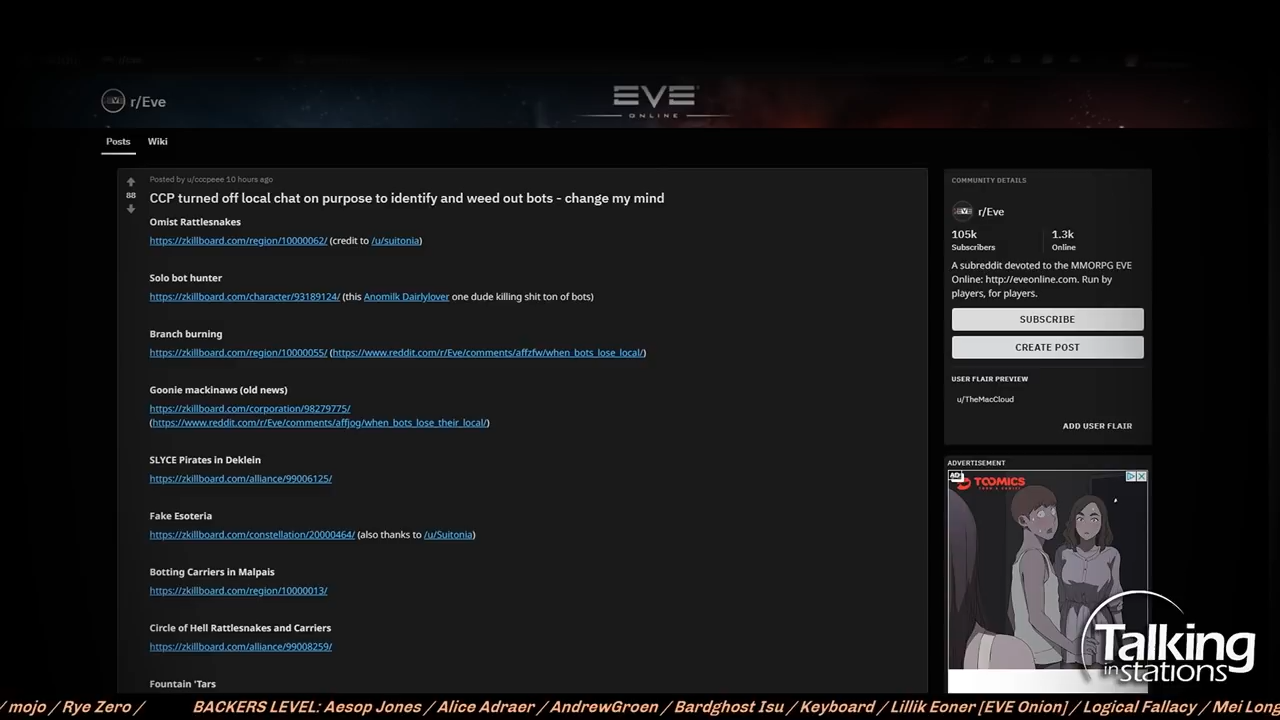 r/Eve
EVE
ONLINE
Posts Wiki
Posted by u/cccpeee 10 hours ago
88
CCP turned off local chat on purpose to identify and weed out bots - change my mind
Omist Rattlesnakes
https://zkillboard.com/region/10000062/ (credit to /u/suitonia)
Solo bot hunter
https://zkillboard.com/character/93189124/ (this Anomilk Dairlylover one dude killing shit ton of bots)
Branch burning
https://zkillboard.com/region/10000055/ (https://www.reddit.com/r/Eve/comments/affzfw/when_bots_lose_local/)
Goonie mackinaws (old news)
https://zkillboard.com/corporation/98279775/
(https://www.reddit.com/r/Eve/comments/affjog/when_bots_lose_their_local/)
SLYCE Pirates in Deklein
https://zkillboard.com/alliance/99006125/
Fake Esoteria
https://zkillboard.com/constellation/20000464/ (also thanks to /u/Suitonia)
Botting Carriers in Malpais
https://zkillboard.com/region/10000013/
Circle of Hell Rattlesnakes and Carriers
https://zkillboard.com/alliance/99008259/
Fountain 'Tars
COMMUNITY DETAILS
r/Eve
105k 1.3k
Subscribers Online
A subreddit devoted to the MMORPG EVE
Online: http://eveonline.com. Run by
players, for players.
SUBSCRIBE
CREATE POST
USER FLAIR PREVIEW
u/TheMacCloud
ADD USER FLAIR
ADVERTISEMENT
AD
TOOMICS
Talking
in stations
/ mojo / Rye Zero / BACKERS LEVEL: Aesop Jones / Alice Adraer / AndrewGroen / Bardghost Isu / Keyboard / Lillik Eoner [EVE Onion] / Logical Fallacy / Mei Long